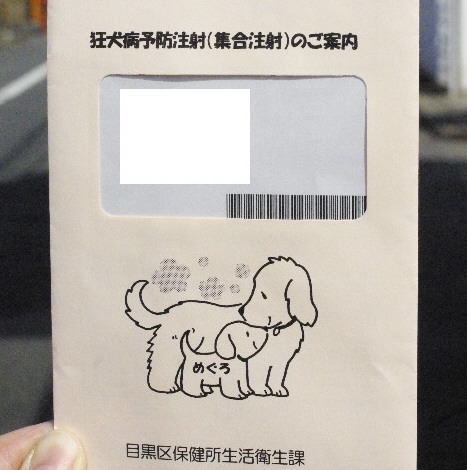 狂犬病予防注射(集合注射)のご案内
めぐろ
目黒区保健所生活衛生課